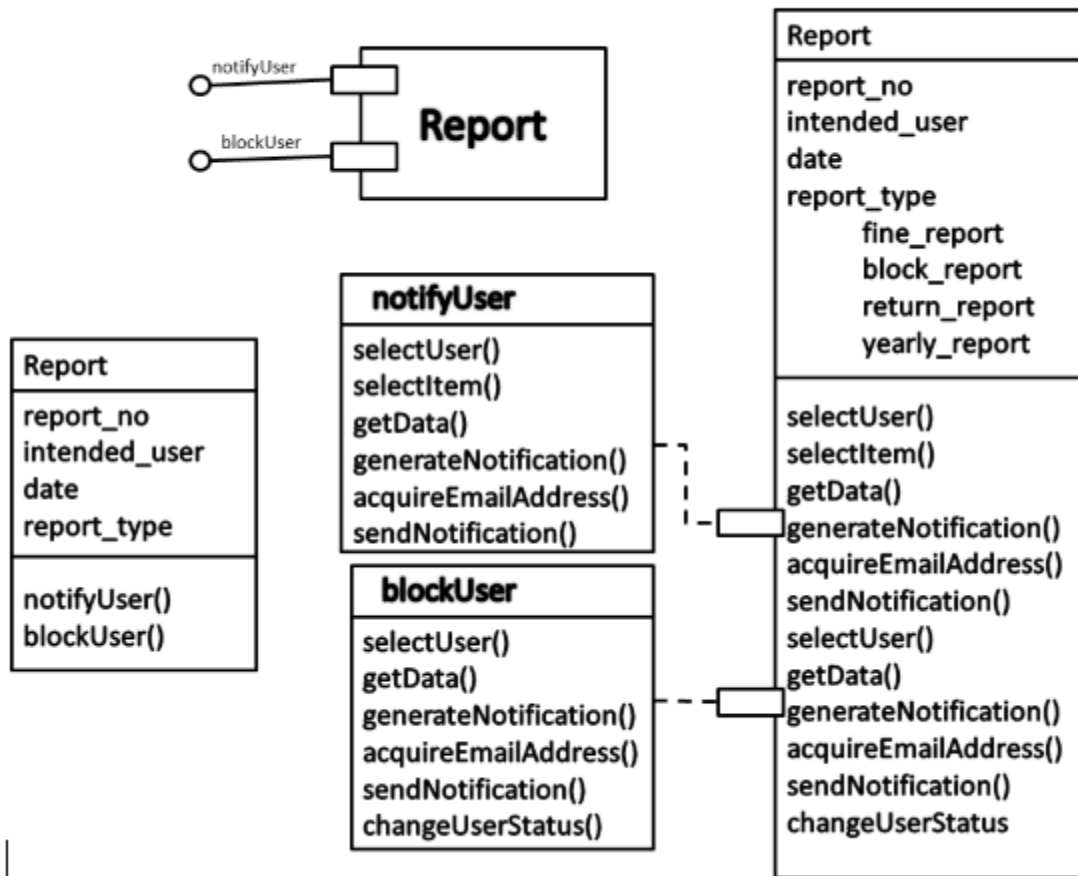 notifyUser
blockUser
Report
Report
report_no
intended_user
date
report_type
notifyUser()
blockUser()
notifyUser
selectUser()
selectItem()
getData()
generateNotification()
acquireEmailAddress()
sendNotification()
blockUser
selectUser()
getData()
generateNotification()
acquireEmailAddress()
sendNotification()
changeUserStatus()
Report
report_no
intended_user
date
report_type
fine_report
block_report
return_report
yearly_report
selectUser()
selectItem()
getData()
generateNotification()
acquireEmailAddress()
sendNotification()
selectUser()
getData()
generateNotification()
acquireEmailAddress()
sendNotification()
changeUserStatus